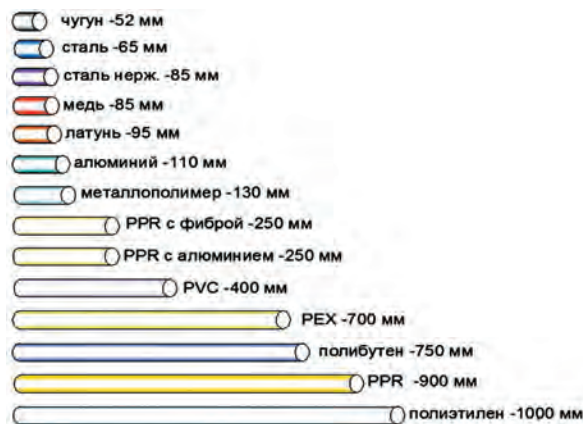 чугун -52 мм
сталь -65 мм
сталь нерж. -85 мм
медь -85 мм
латунь -95 мм
алюминий -110 мм
металлополимер -130 мм
PPR с фиброй -250 мм
PPR с алюминием -250 мм
PVC -400 мм
PEX -700 мм
полибутен -750 мм
PPR -900 мм
полиэтилен -1000 мм